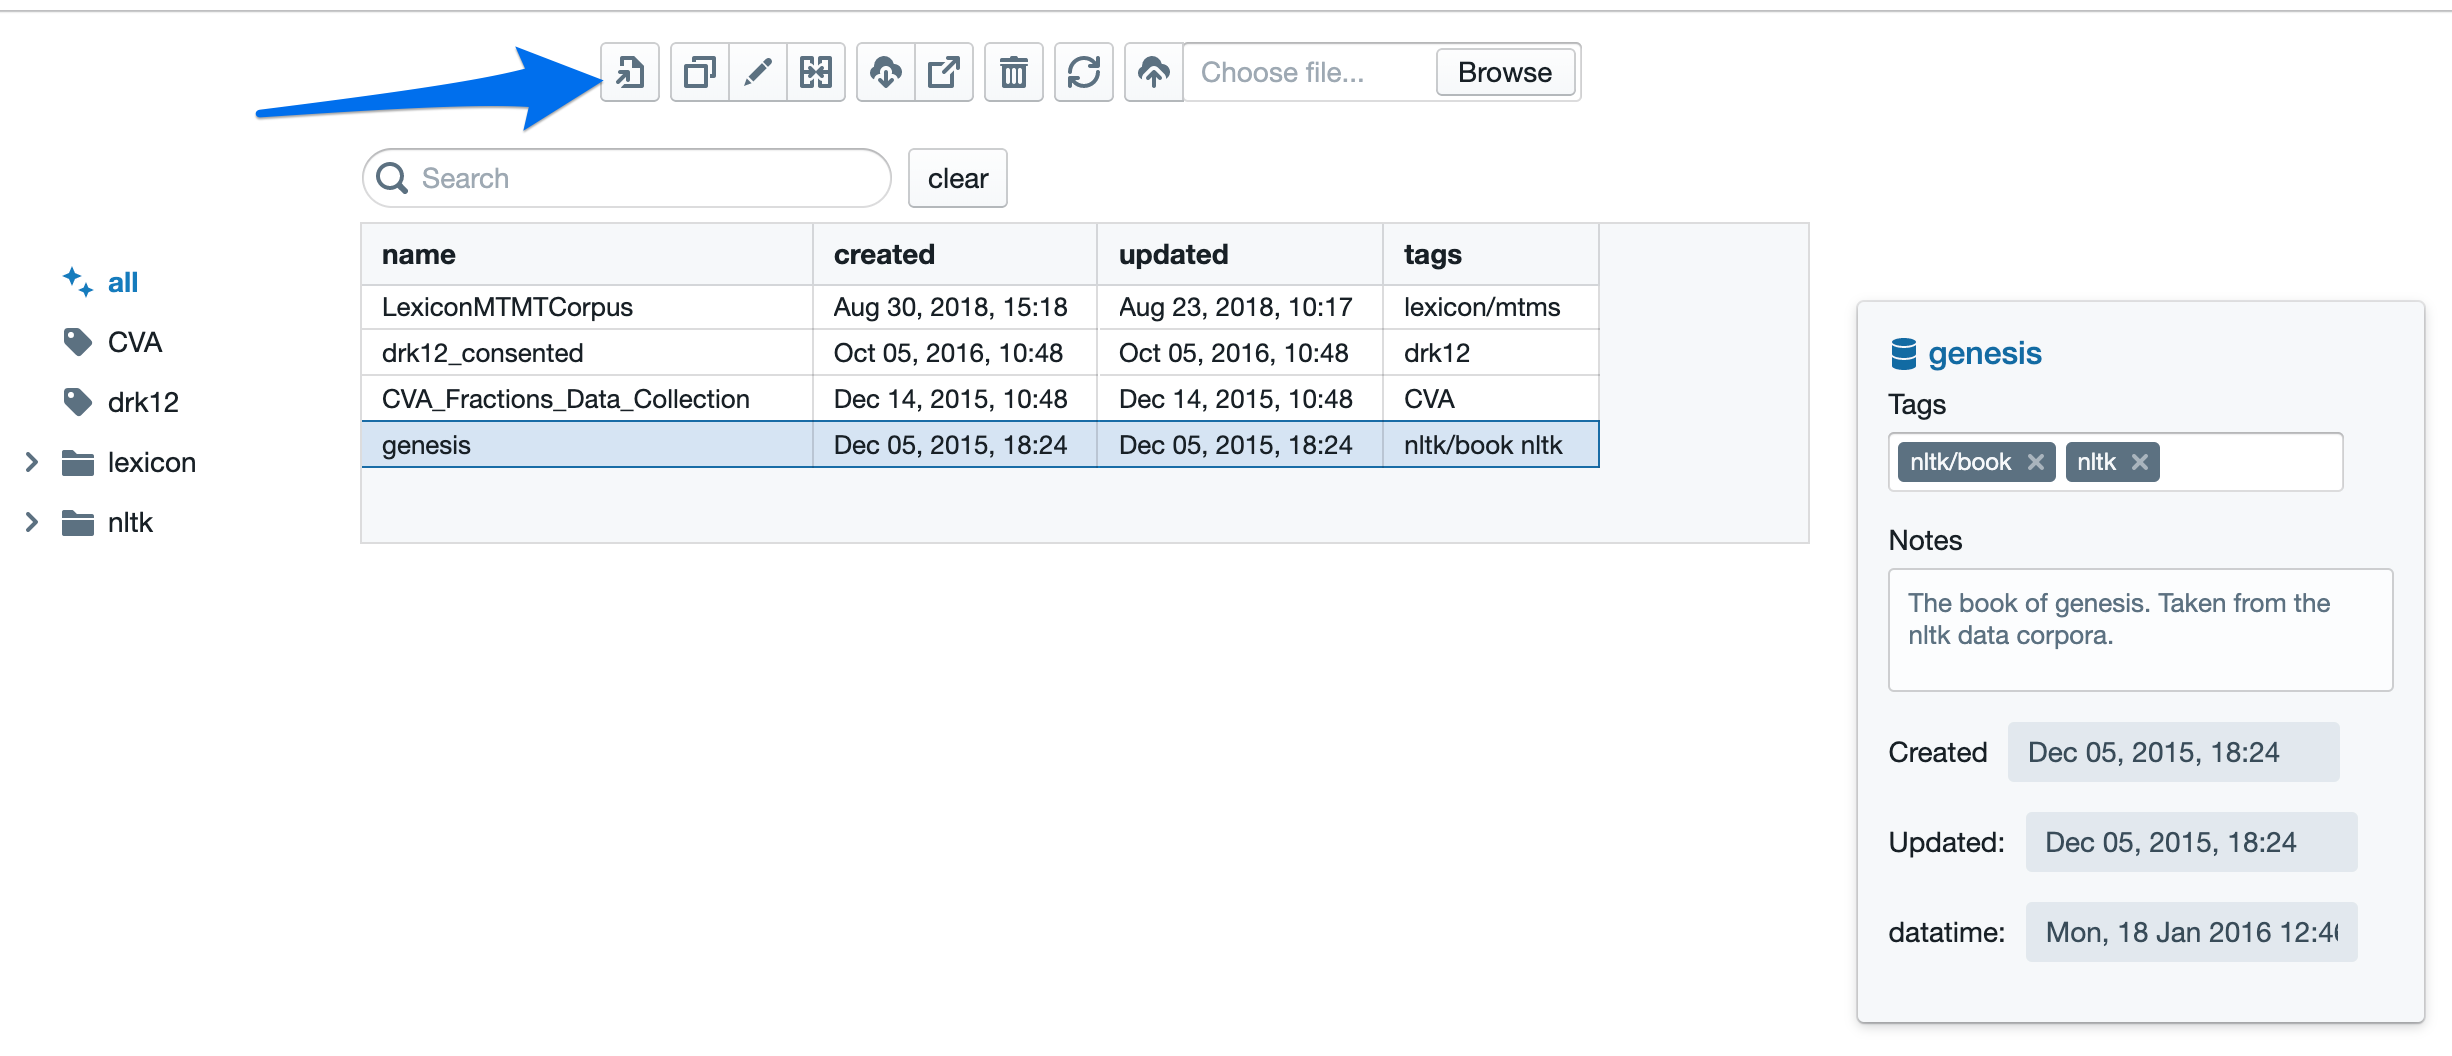 Choose file...
Browse
Search
clear
all
CVA
drk12
lexicon
nltk
name created updated tags
LexiconMTMTCorpus Aug 30, 2018, 15:18 Aug 23, 2018, 10:17 lexicon/mtms
drk12_consented Oct 05, 2016, 10:48 Oct 05, 2016, 10:48 drk12
CVA_Fractions_Data_Collection Dec 14, 2015, 10:48 Dec 14, 2015, 10:48 CVA
genesis Dec 05, 2015, 18:24 Dec 05, 2015, 18:24 nltk/book nltk
genesis
Tags
nltk/book nltk
Notes
The book of genesis. Taken from the
nltk data corpora.
Created Dec 05, 2015, 18:24
Updated: Dec 05, 2015, 18:24
datatime: Mon, 18 Jan 2016 12:4